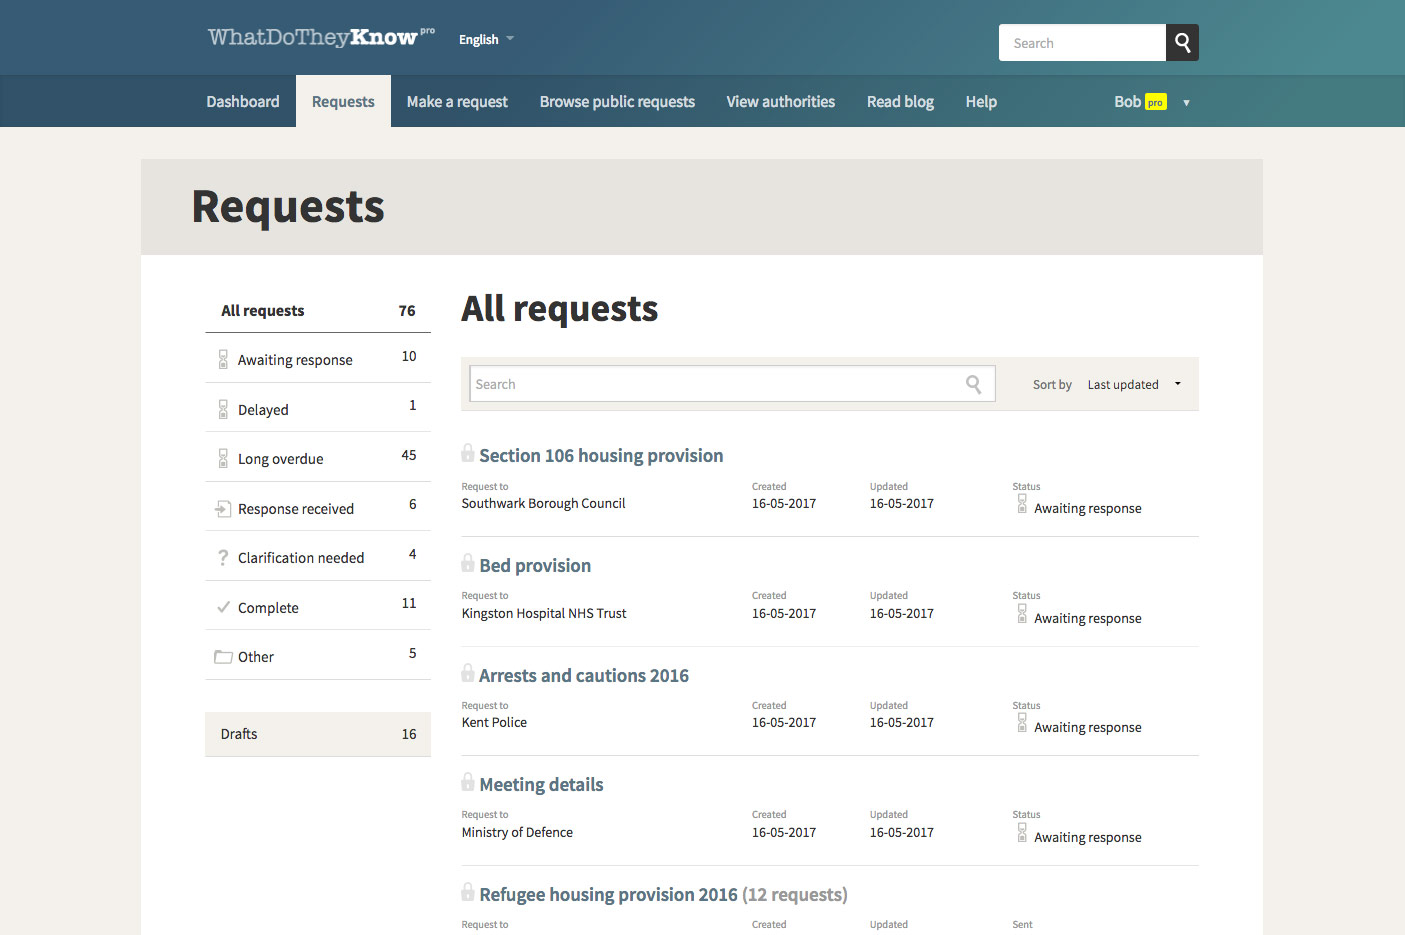 WhatDoTheyKnow pro
English
Search
Dashboard Requests Make a request Browse public requests View authorities Read blog Help Bob pro
Requests
All requests 76
Awaiting response 10
Delayed 1
Long overdue 45
Response received 6
Clarification needed 4
Complete 11
Other 5
Drafts 16
All requests
Search Sort by Last updated
Section 106 housing provision
Request to Created Updated Status
Southwark Borough Council 16-05-2017 16-05-2017 Awaiting response
Bed provision
Request to Created Updated Status
Kingston Hospital NHS Trust 16-05-2017 16-05-2017 Awaiting response
Arrests and cautions 2016
Request to Created Updated Status
Kent Police 16-05-2017 16-05-2017 Awaiting response
Meeting details
Request to Created Updated Status
Ministry of Defence 16-05-2017 16-05-2017 Awaiting response
Refugee housing provision 2016 (12 requests)
Request to Created Updated Sent